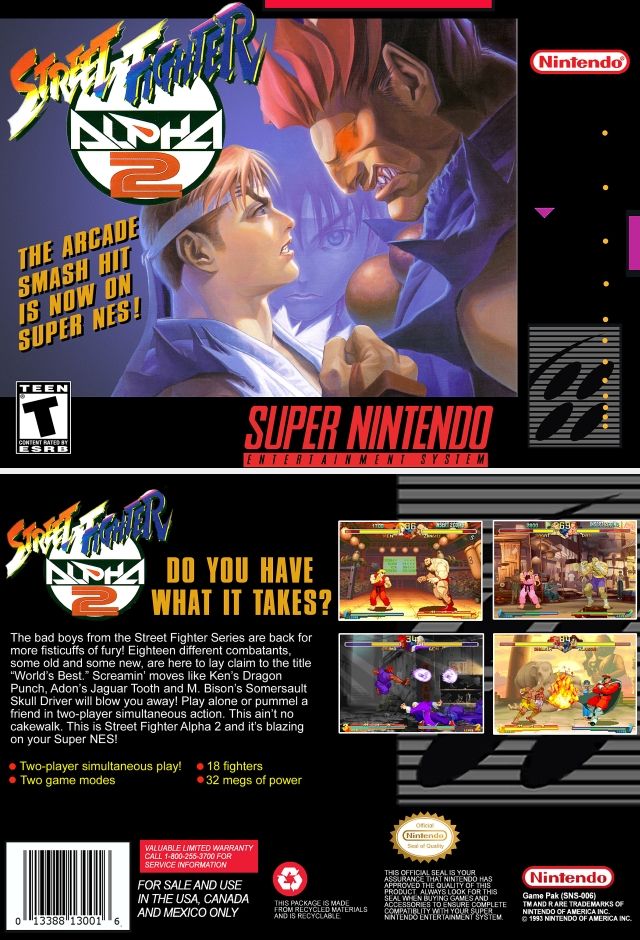 STREET FIGHTER
ALPHA
2
THE ARCADE
SMASH HIT
IS NOW ON
SUPER NES!
Nintendo®
TEEN
T
CONTENT RATED BY
ESRB
SUPER NINTENDO
ENTERTAINMENT SYSTEM
STREET FIGHTER
ALPHA
2
DO YOU HAVE
WHAT IT TAKES?
The bad boys from the Street Fighter Series are back for
more fisticuffs of fury! Eighteen different combatants,
some old and some new, are here to lay claim to the title
“World's Best.” Screamin' moves like Ken's Dragon
Punch, Adon's Jaguar Tooth and M. Bison's Somersault
Skull Driver will blow you away! Play alone or pummel a
friend in two-player simultaneous action. This ain't no
cakewalk. This is Street Fighter Alpha 2 and it's blazing
on your Super NES!
Two-player simultaneous play!
18 fighters
Two game modes
32 megs of power
0 13388 13001 6
VALUABLE LIMITED WARRANTY
CALL 1-800-255-3700 FOR
SERVICE INFORMATION
FOR SALE AND USE
IN THE USA, CANADA
AND MEXICO ONLY
THIS PACKAGE IS MADE
FROM RECYCLED MATERIALS
AND IS RECYCLABLE.
Official
Nintendo
Seal of Quality
THIS OFFICIAL SEAL IS YOUR
ASSURANCE THAT NINTENDO HAS
APPROVED THE QUALITY OF THIS
PRODUCT. ALWAYS LOOK FOR THIS
SEAL WHEN BUYING GAMES AND
ACCESSORIES TO ENSURE COMPLETE
COMPATIBILITY WITH YOUR SUPER
NINTENDO ENTERTAINMENT SYSTEM.
Nintendo
Game Pak (SNS-006)
TM AND R ARE TRADEMARKS OF
NINTENDO OF AMERICA INC.
© 1993 NINTENDO OF AMERICA INC.